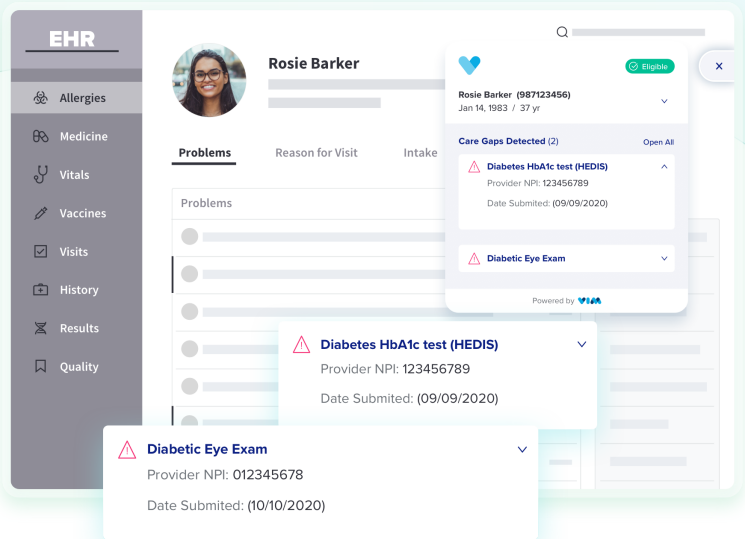 EHR
Allergies
Medicine
Vitals
Vaccines
Visits
History
Results
Quality
Rosie Barker
Problems
Reason for Visit
Intake
Problems
Eligible
Rosie Barker (987123456)
Jan 14, 1983 / 37 yr
Care Gaps Detected (2)
Open All
Diabetes HbA1c test (HEDIS)
Provider NPI: 123456789
Date Submited: (09/09/2020)
Diabetic Eye Exam
Powered by VIM
Diabetes HbA1c test (HEDIS)
Provider NPI: 123456789
Date Submited: (09/09/2020)
Diabetic Eye Exam
Provider NPI: 012345678
Date Submited: (10/10/2020)